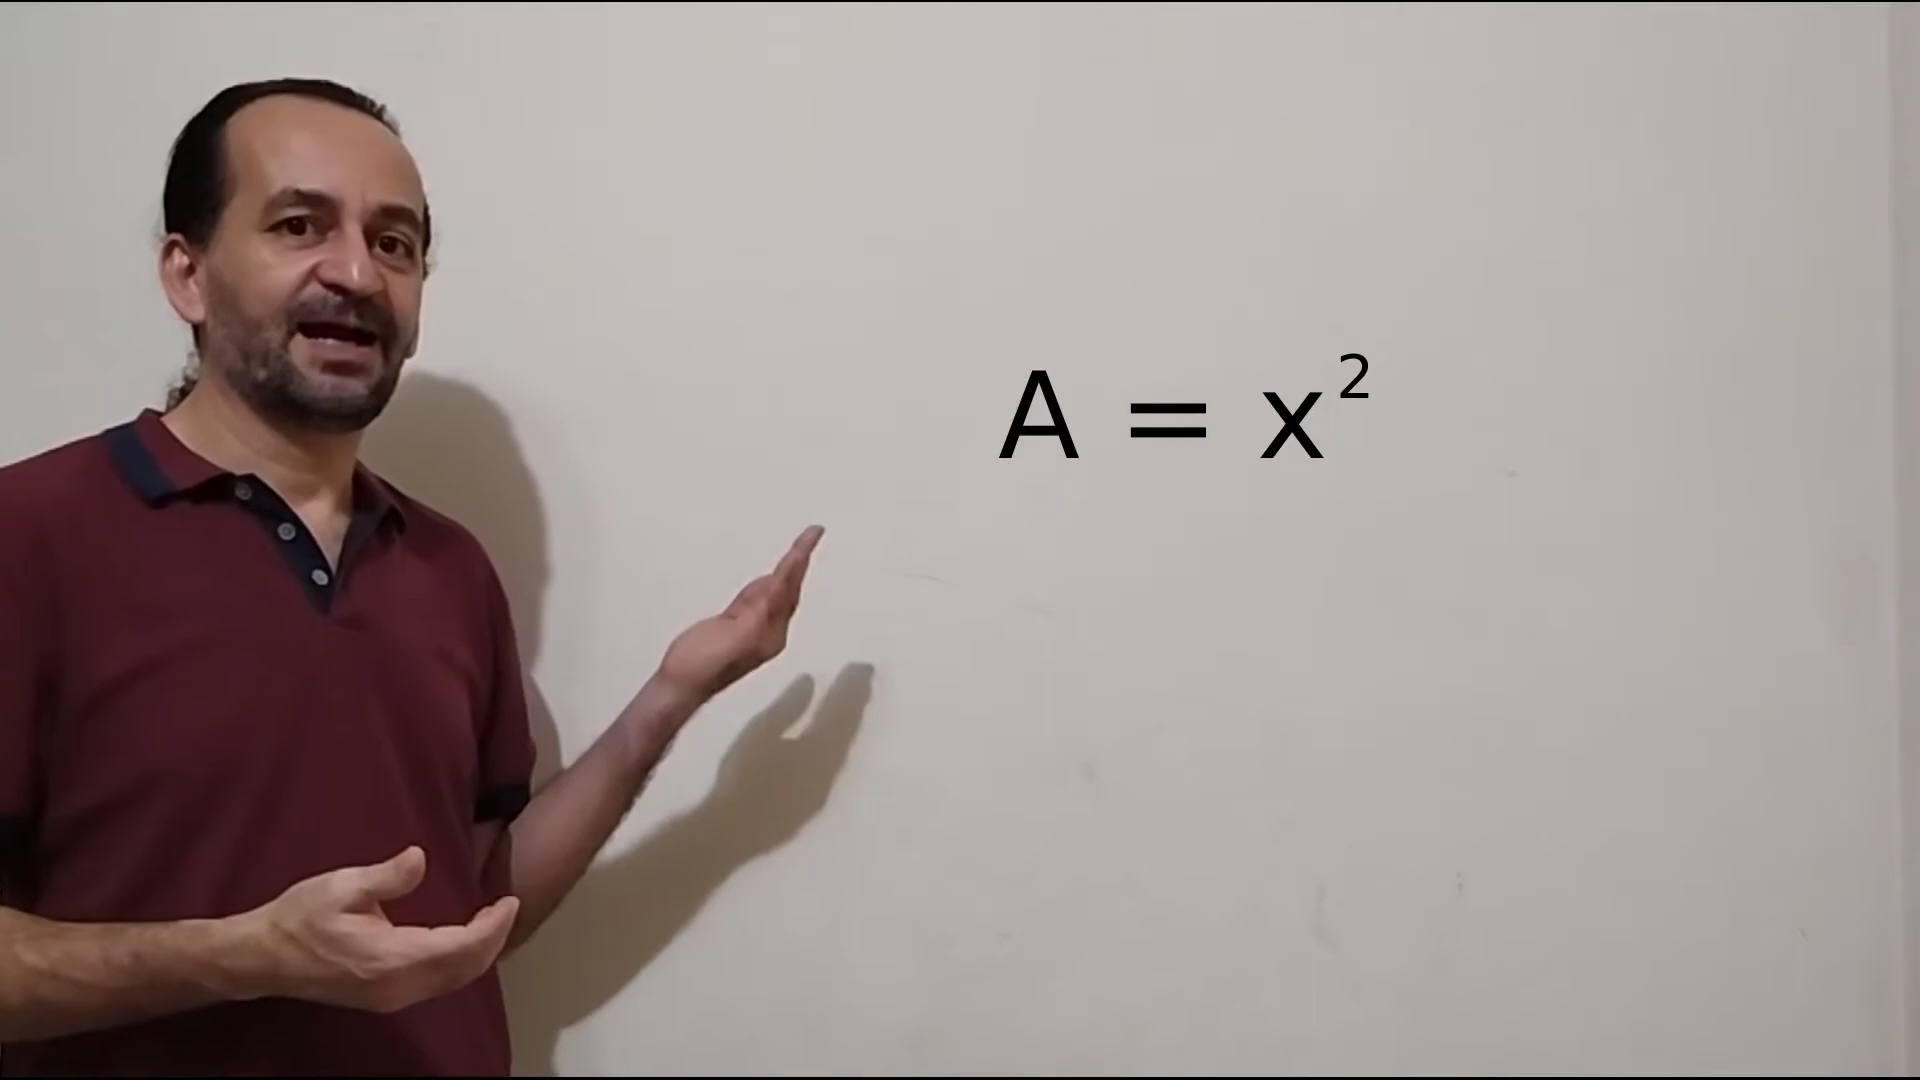 A = x²